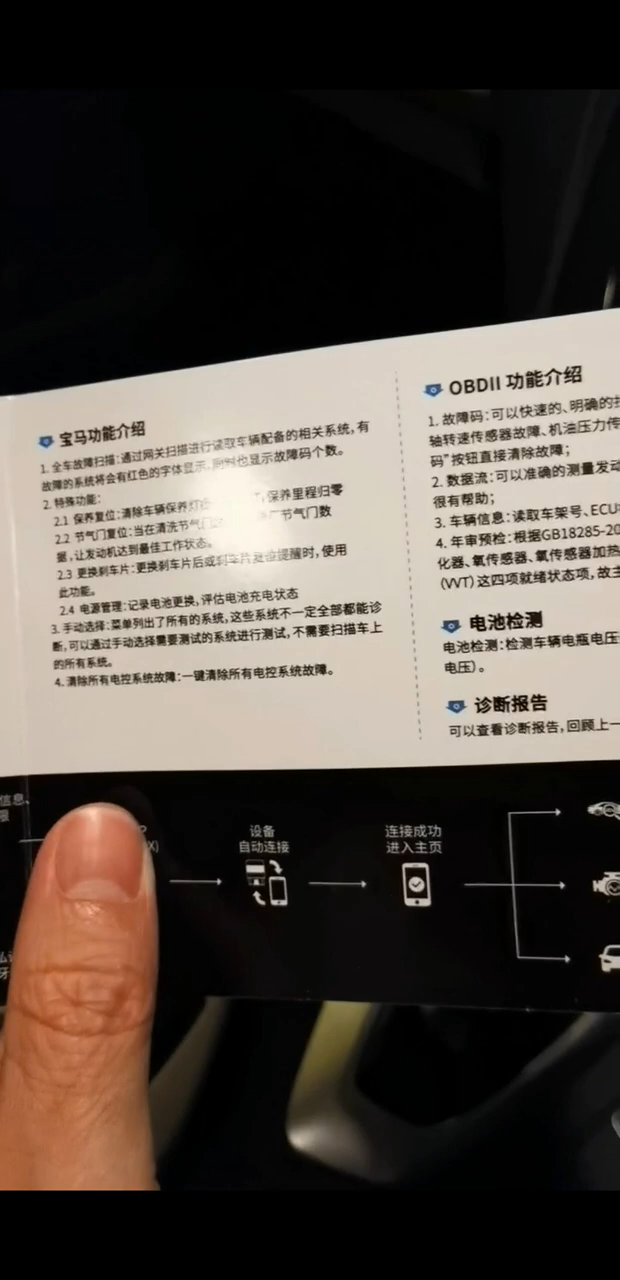 宝马功能介绍
1. 全车故障扫描：通过网关扫描进行读取车辆配备的相关系统，有
故障的系统将会有红色的字体显示，同时也显示故障码个数。
2. 特殊功能：
2.1 保养复位：清除车辆保养灯 保养里程归零
2.2 节气门复位：当在清洗节气门 节气门数
据，让发动机达到最佳工作状态。
2.3 更换刹车片：更换刹车片后或刹车片复位提醒时，使用
此功能。
2.4 电源管理：记录电池更换，评估电池充电状态
3. 手动选择：菜单列出了所有的系统，这些系统不一定全部都能诊
断，可以通过手动选择需要测试的系统进行测试，不需要扫描车上
的所有系统。
4. 清除所有电控系统故障：一键清除所有电控系统故障。
OBDII 功能介绍
1. 故障码：可以快速的、明确的
轴转速传感器故障、机油压力传
码”按钮直接清除故障；
2. 数据流：可以准确的测量发动
很有帮助；
3. 车辆信息：读取车架号、ECU
4. 年审预检：根据GB18285-20
化器、氧传感器、氧传感器加热
(VVT) 这四项就绪状态项，故
电池检测
电池检测：检测车辆电瓶电压
电压）。
诊断报告
可以查看诊断报告，回顾上一
信息
设备
自动连接
连接成功
进入主页